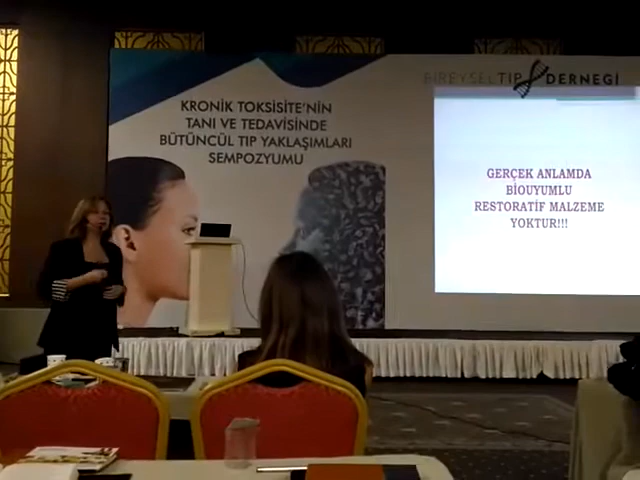 BİREYSEL TIP DERNEĞİ
KRONİK TOKSİSİTE'NİN
TANI VE TEDAVİSİNDE
BÜTÜNCÜL TIP YAKLAŞIMLARI
SEMPOZYUMU
GERÇEK ANLAMDA
BİOUYUMLU
RESTORATİF MALZEME
YOKTUR!!!